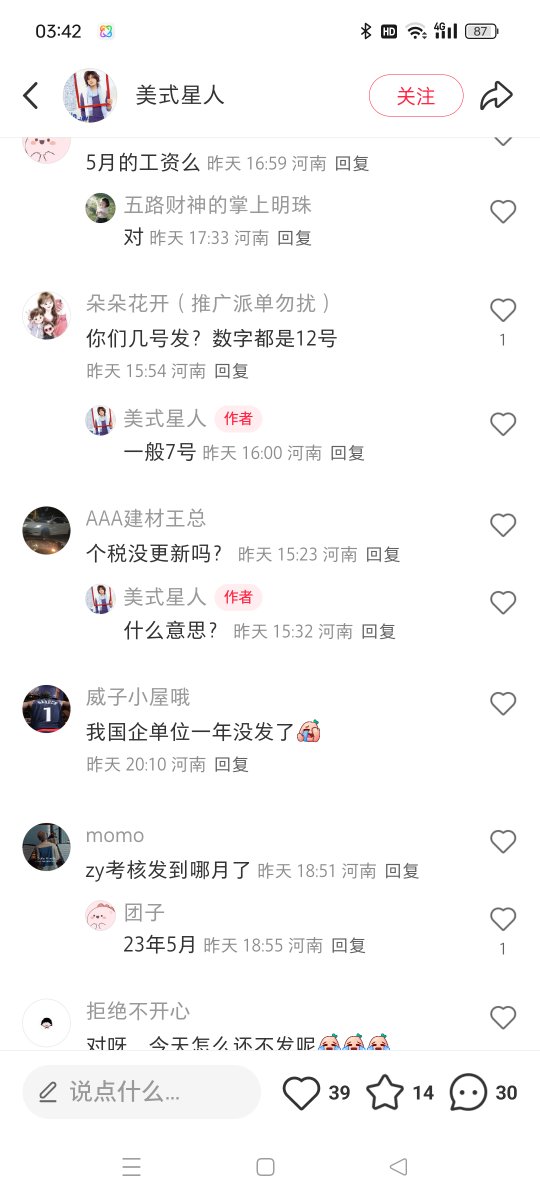 03:42
HD
4G
87
美式星人
关注
5月的工资么 昨天 16:59 河南 回复
五路财神的掌上明珠
对 昨天 17:33 河南 回复
朵朵花开（推广派单勿扰）
你们几号发？数字都是12号
1
昨天 15:54 河南 回复
美式星人 作者
一般7号 昨天 16:00 河南 回复
AAA建材王总
个税没更新吗？ 昨天 15:23 河南 回复
美式星人 作者
什么意思？ 昨天 15:32 河南 回复
威子小屋哦
1
我国企单位一年没发了
昨天 20:10 河南 回复
momo
zy考核发到哪月了 昨天 18:51 河南 回复
团子
23年5月 昨天 18:55 河南 回复
1
拒绝不开心
对呀，今天怎么还不发呢
说点什么...
39
14
30